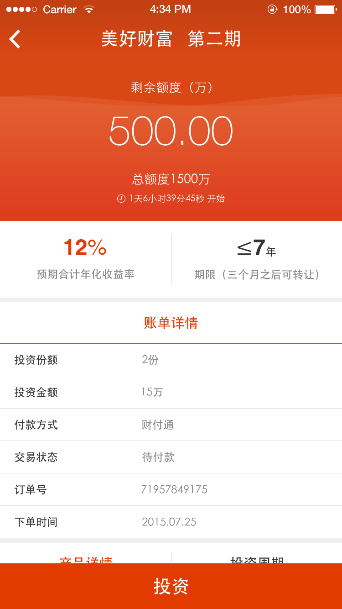 Carrier 4:34 PM 100%
美好财富 第二期
剩余额度（万）
500.00
总额度1500万
1天6小时39分45秒 开始
12% ≤7年
预期合计年化收益率 期限（三个月之后可转让）
账单详情
投资份额 2份
投资金额 15万
付款方式 财付通
交易状态 待付款
订单号 71957849175
下单时间 2015.07.25
产品详情 投资周期
投资